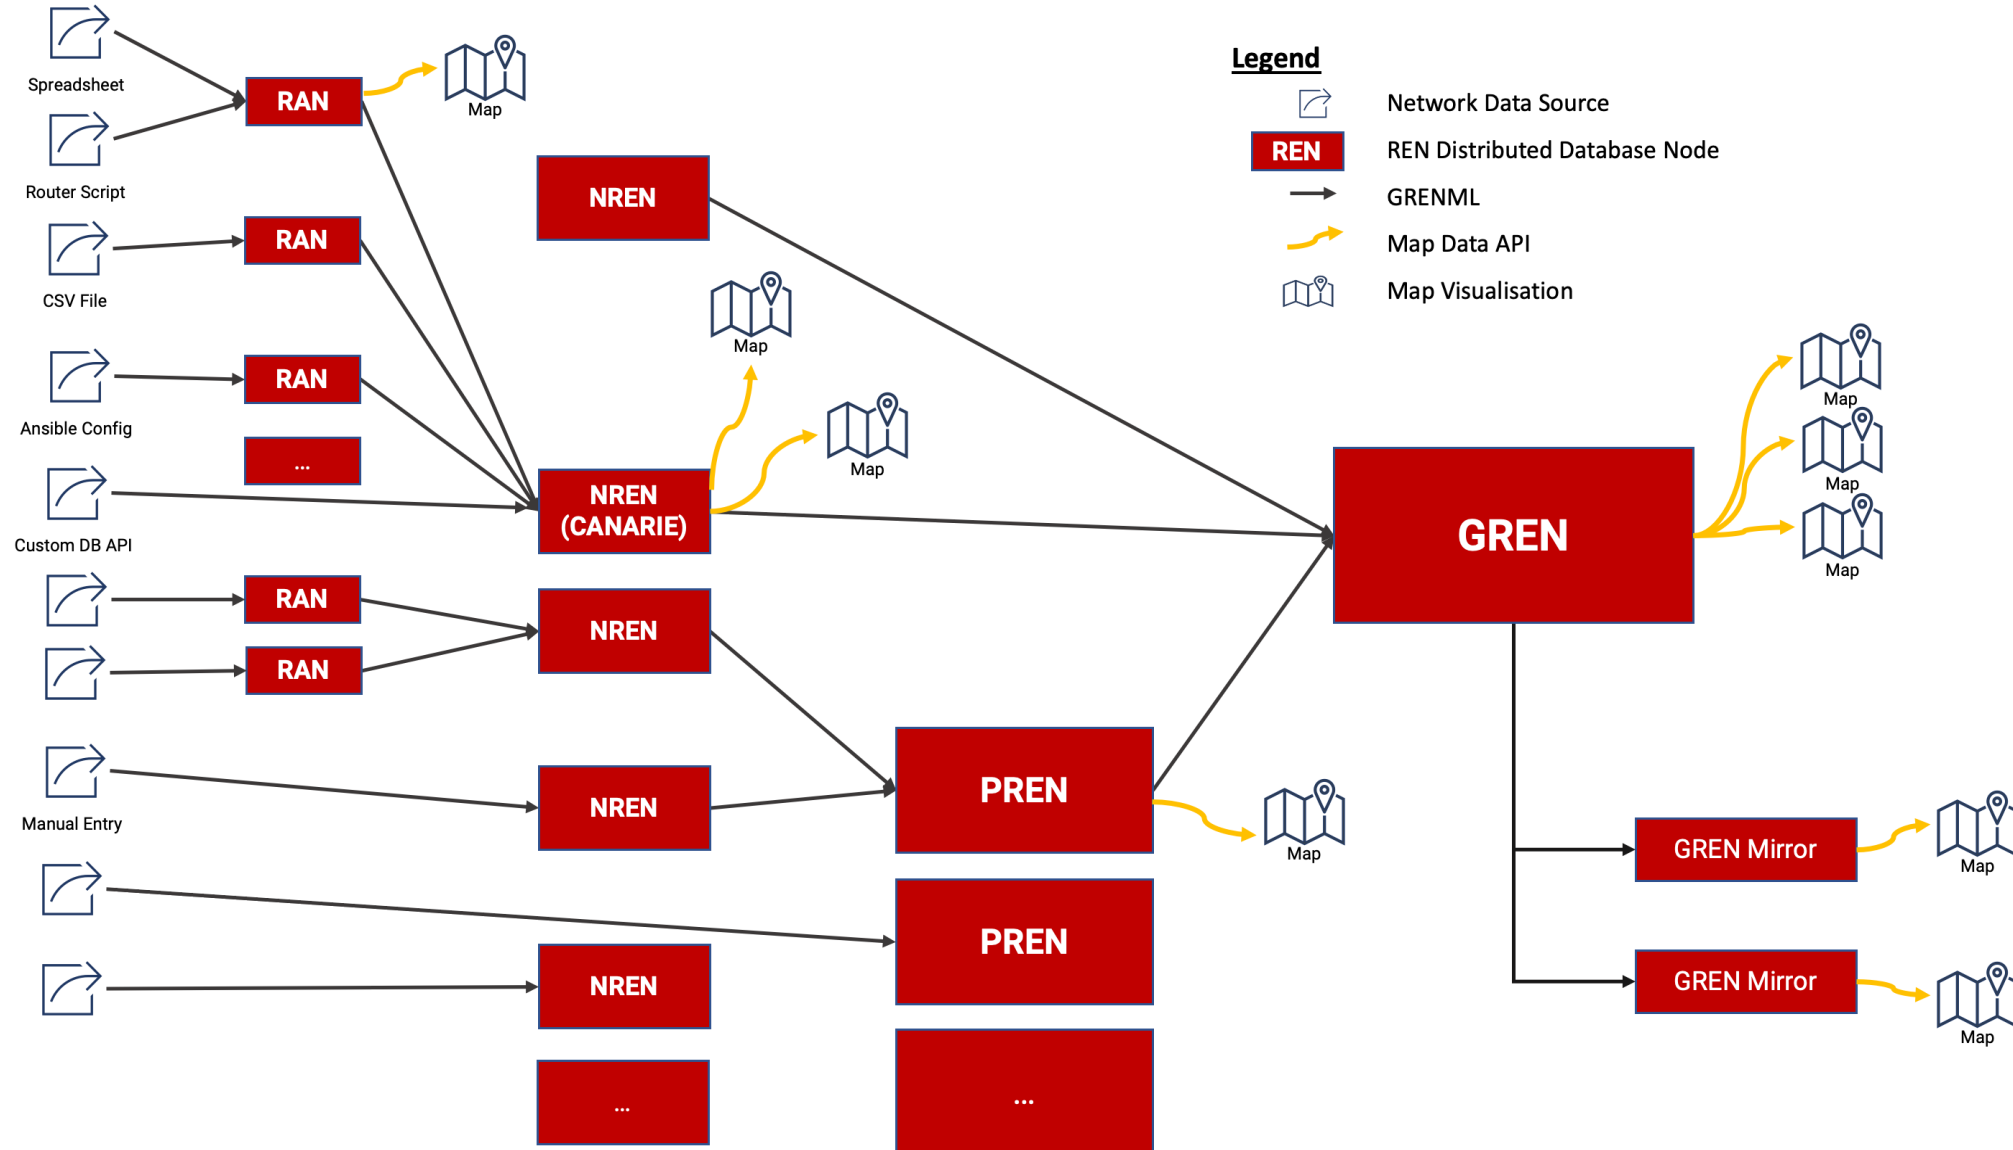 Spreadsheet
Router Script
CSV File
Ansible Config
Custom DB API
Manual Entry
RAN
RAN
RAN
...
RAN
RAN
Map
NREN
Map
Map
NREN
(CANARIE)
NREN
NREN
NREN
...
PREN
PREN
...
Map
Legend
Network Data Source
REN
REN Distributed Database Node
GRENML
Map Data API
Map Visualisation
GREN
Map
Map
Map
GREN Mirror
Map
GREN Mirror
Map